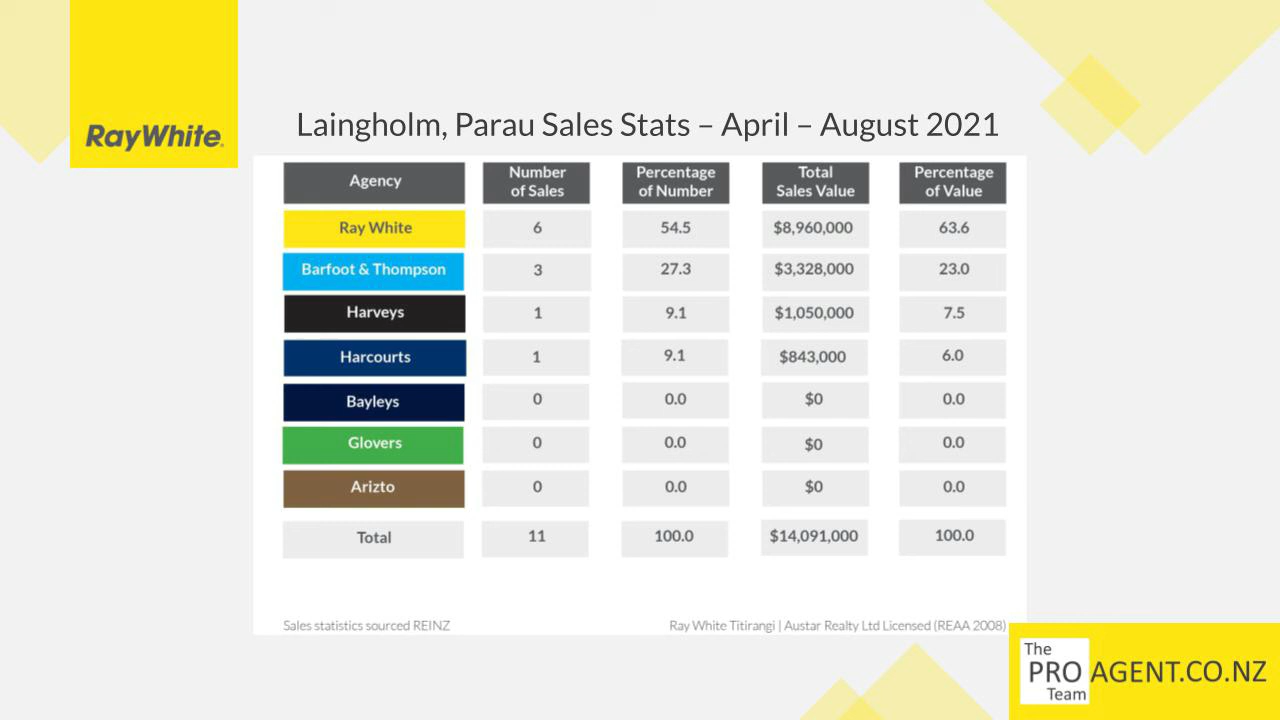 RayWhite.
Laingholm, Parau Sales Stats – April – August 2021
Agency Number of Sales Percentage of Number Total Sales Value Percentage of Value
Ray White 6 54.5 $8,960,000 63.6
Barfoot & Thompson 3 27.3 $3,328,000 23.0
Harveys 1 9.1 $1,050,000 7.5
Harcourts 1 9.1 $843,000 6.0
Bayleys 0 0.0 $0 0.0
Glovers 0 0.0 $0 0.0
Arizto 0 0.0 $0 0.0
Total 11 100.0 $14,091,000 100.0
Sales statistics sourced REINZ
Ray White Titirangi | Austar Realty Ltd Licensed (REAA 2008)
The
PRO AGENT.CO.NZ
Team